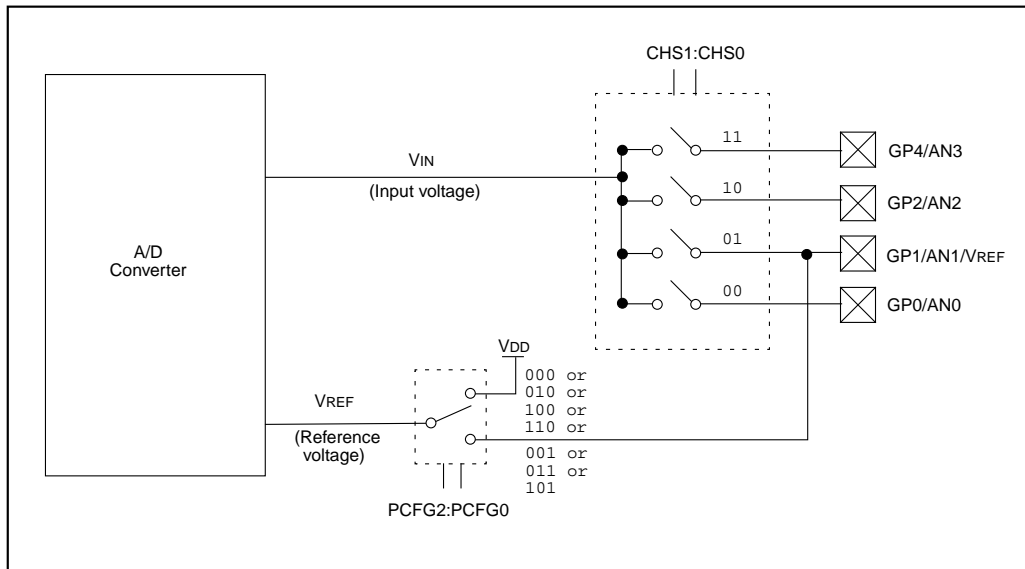 CHS1:CHS0
11
GP4/AN3
VIN
(Input voltage)
10
GP2/AN2
A/D
Converter
01
GP1/AN1/VREF
00
GP0/AN0
VDD
000 or
010 or
100 or
110 or
VREF
(Reference
voltage)
001 or
011 or
101
PCFG2:PCFG0